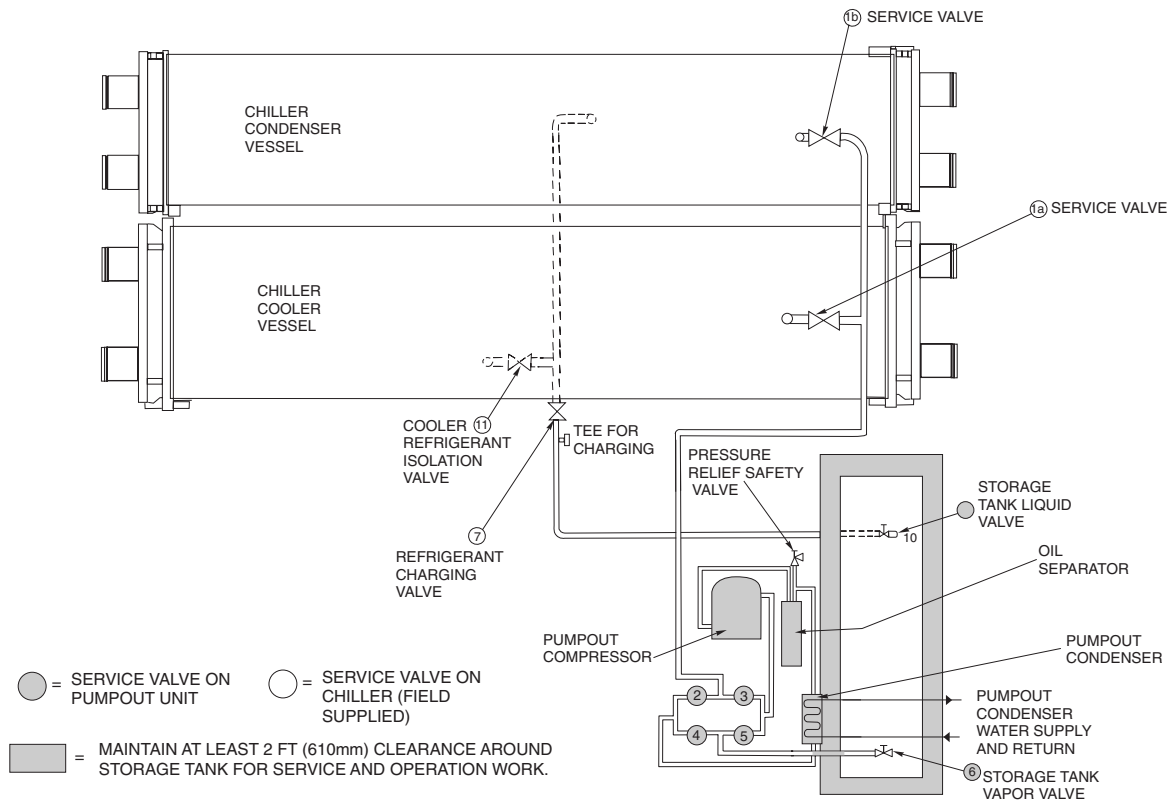 1b SERVICE VALVE
CHILLER
CONDENSER
VESSEL
1a SERVICE VALVE
CHILLER
COOLER
VESSEL
COOLER 11
REFRIGERANT
ISOLATION
VALVE
TEE FOR
CHARGING
7
REFRIGERANT
CHARGING
VALVE
PRESSURE
RELIEF SAFETY
VALVE
STORAGE
TANK LIQUID
VALVE
10
OIL
SEPARATOR
PUMPOUT
COMPRESSOR
PUMPOUT
CONDENSER
2
3
4
5
PUMPOUT
CONDENSER
WATER SUPPLY
AND RETURN
6 STORAGE TANK
VAPOR VALVE
= SERVICE VALVE ON
PUMPOUT UNIT
= SERVICE VALVE ON
CHILLER (FIELD
SUPPLIED)
= MAINTAIN AT LEAST 2 FT (610mm) CLEARANCE AROUND
STORAGE TANK FOR SERVICE AND OPERATION WORK.